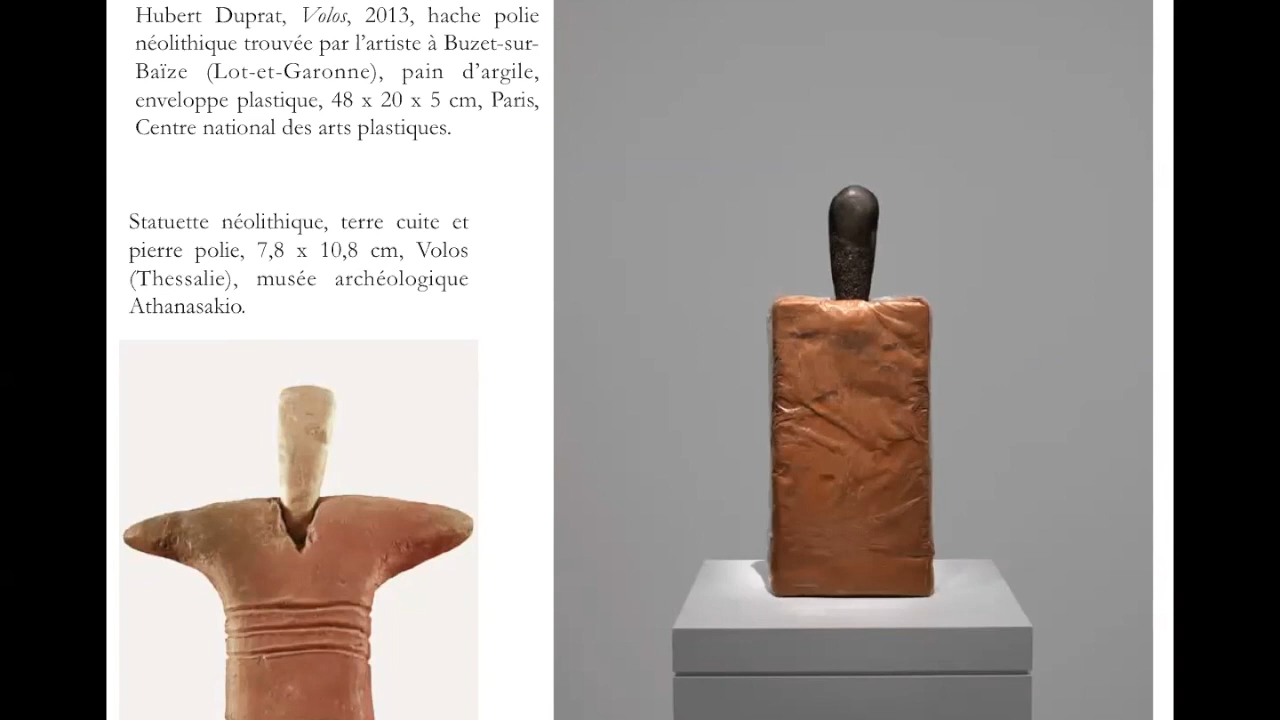 Hubert Duprat, Volos, 2013, hache polie
néolithique trouvée par l’artiste à Buzet-sur-
Baïze (Lot-et-Garonne), pain d’argile,
enveloppe plastique, 48 x 20 x 5 cm, Paris,
Centre national des arts plastiques.
Statuette néolithique, terre cuite et
pierre polie, 7,8 x 10,8 cm, Volos
(Thessalie), musée archéologique
Athanasakio.